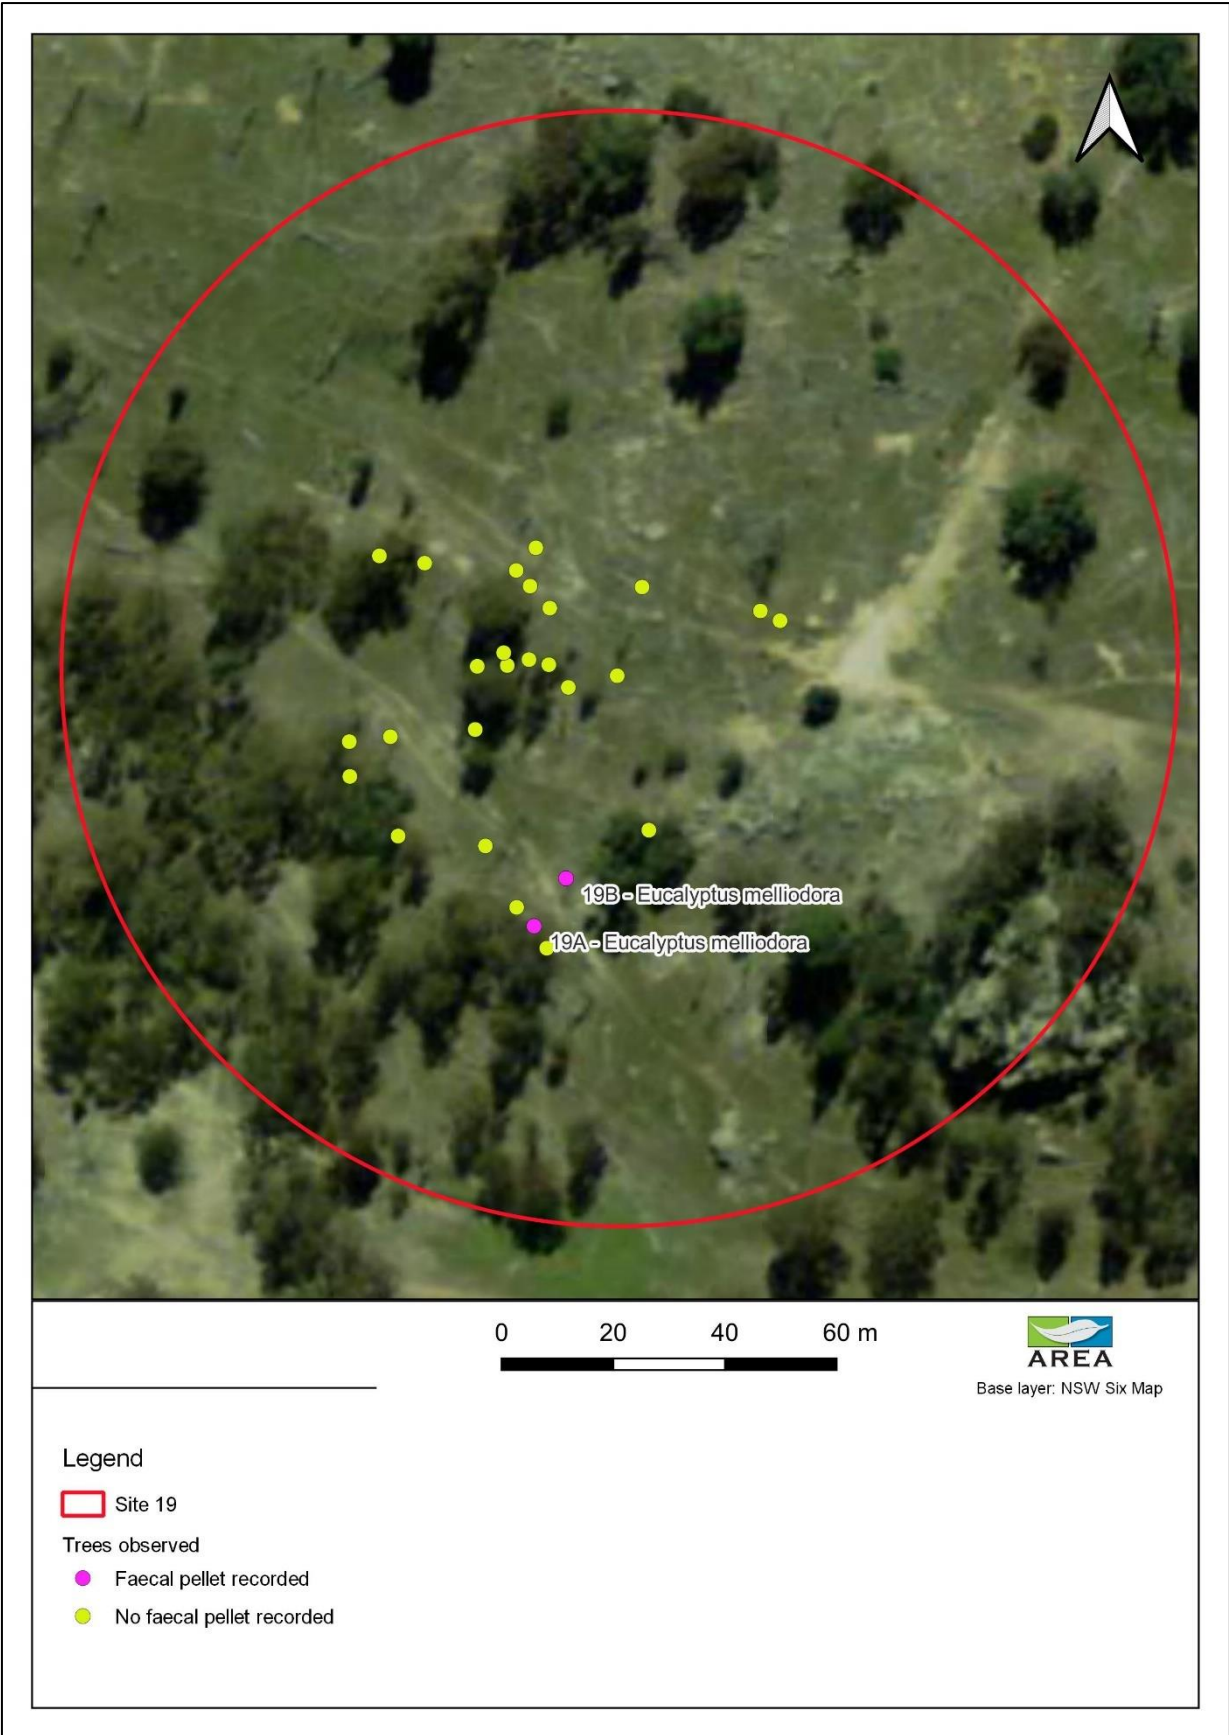 19B - Eucalyptus melliodora
19A - Eucalyptus melliodora
0 20 40 60 m
AREA
Base layer: NSW Six Map
Legend
Site 19
Trees observed
Faecal pellet recorded
No faecal pellet recorded